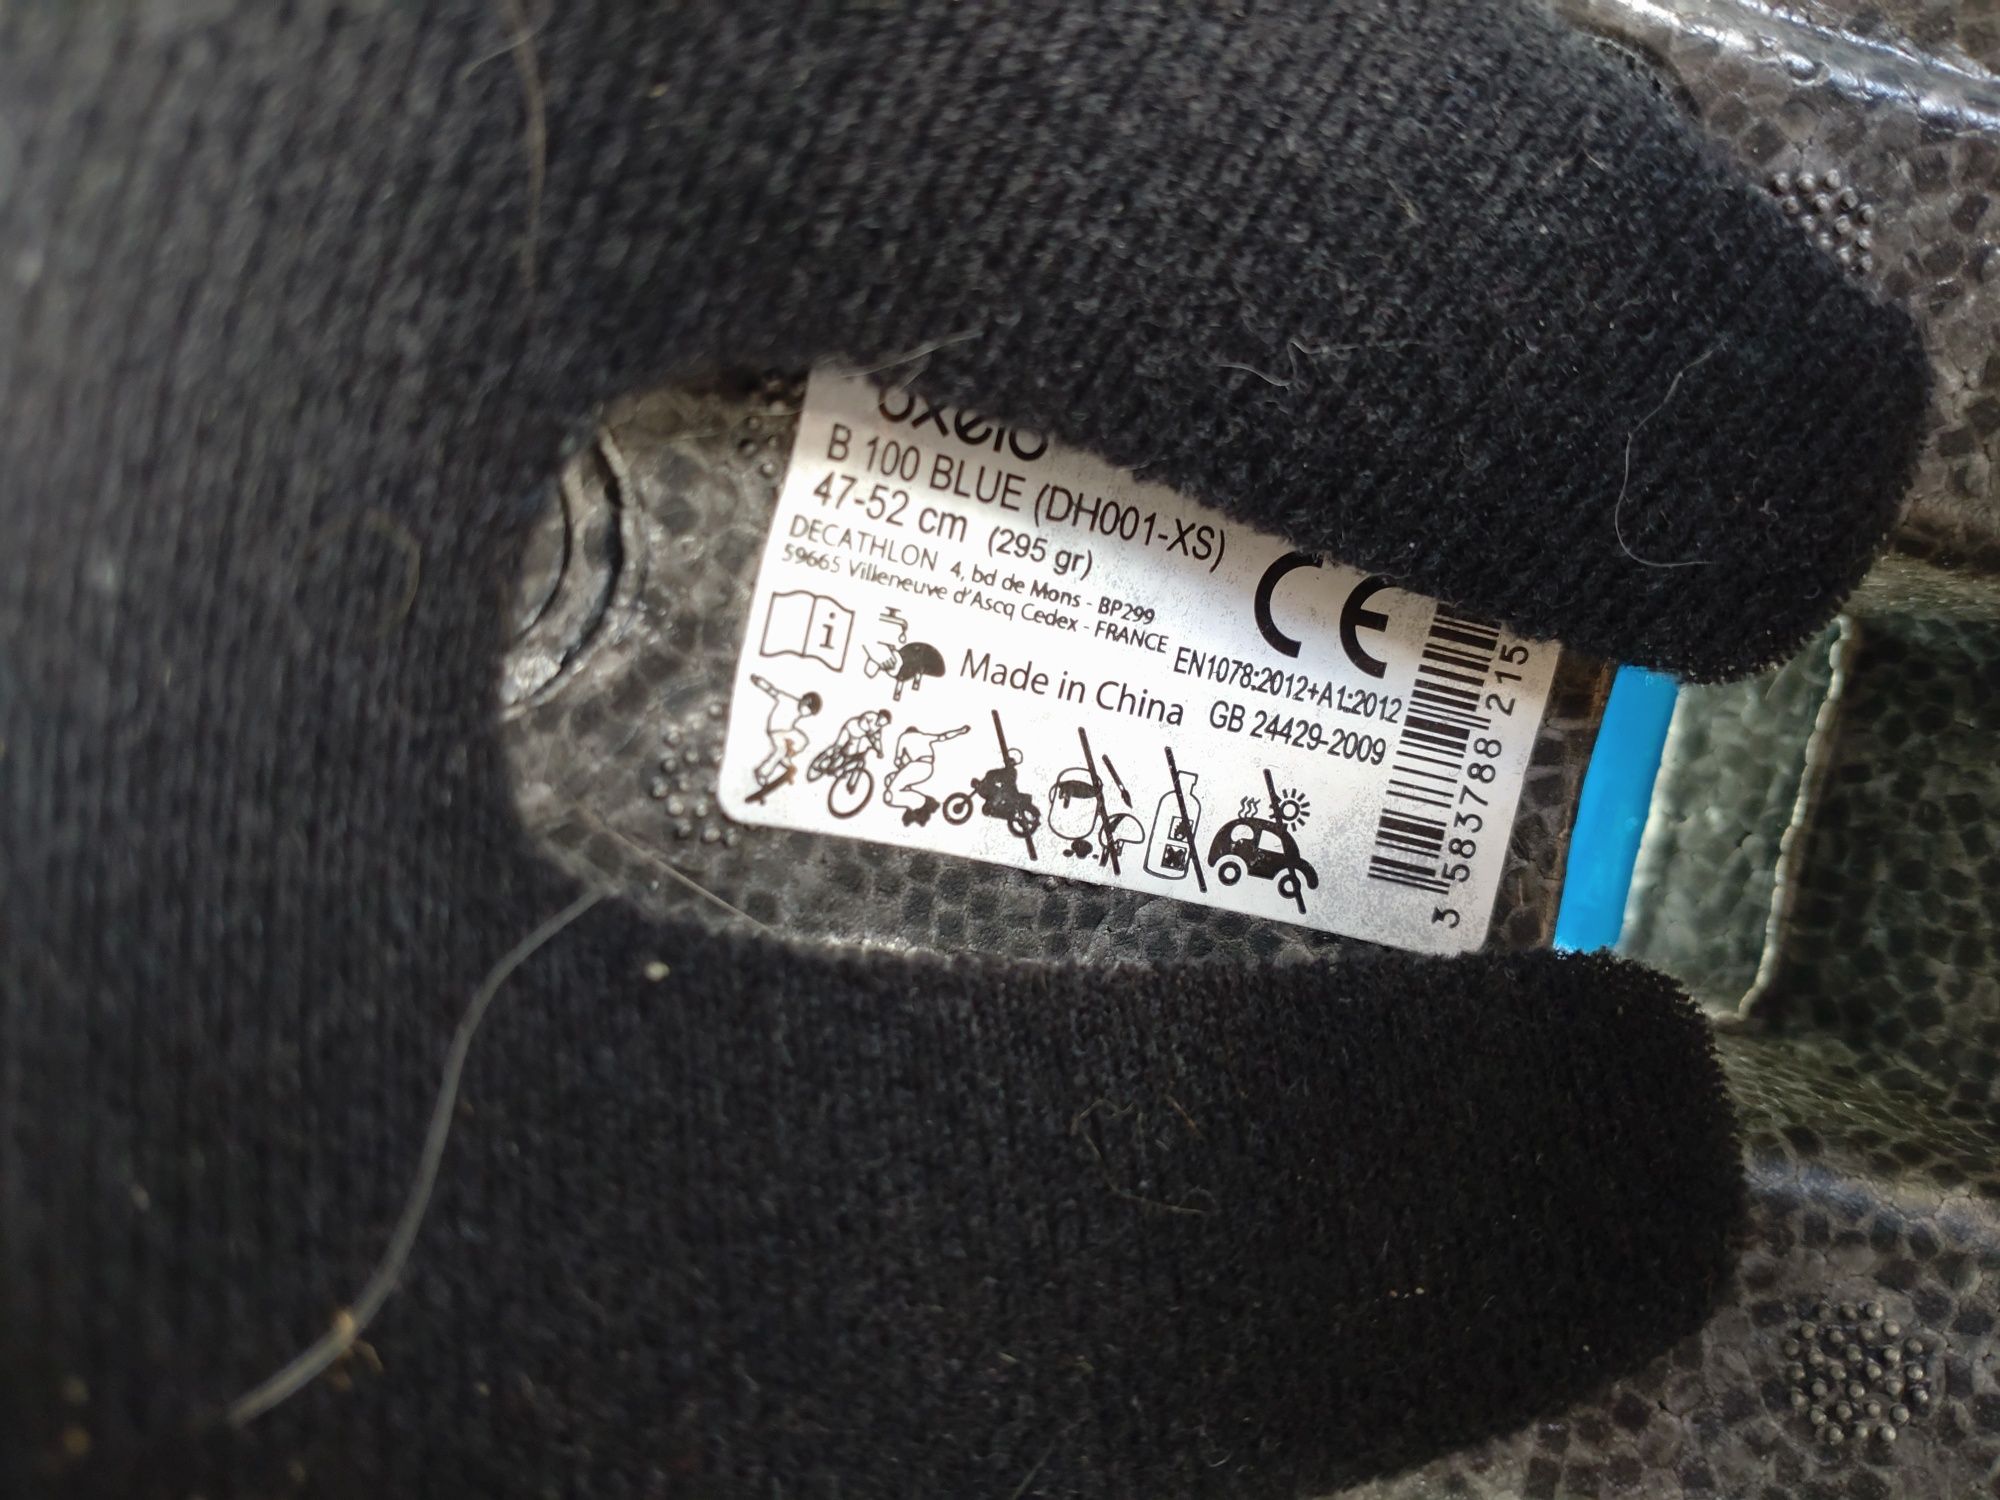 oxelo
B 100 BLUE (DH001-XS)
47-52 cm (295 gr)
DECATHLON 4, bd de Mons - BP299
59665 Villeneuve d'Ascq Cedex - FRANCE
CE
EN1078:2012+A1:2012
Made in China GB 24429-2009
i
3 583788 215